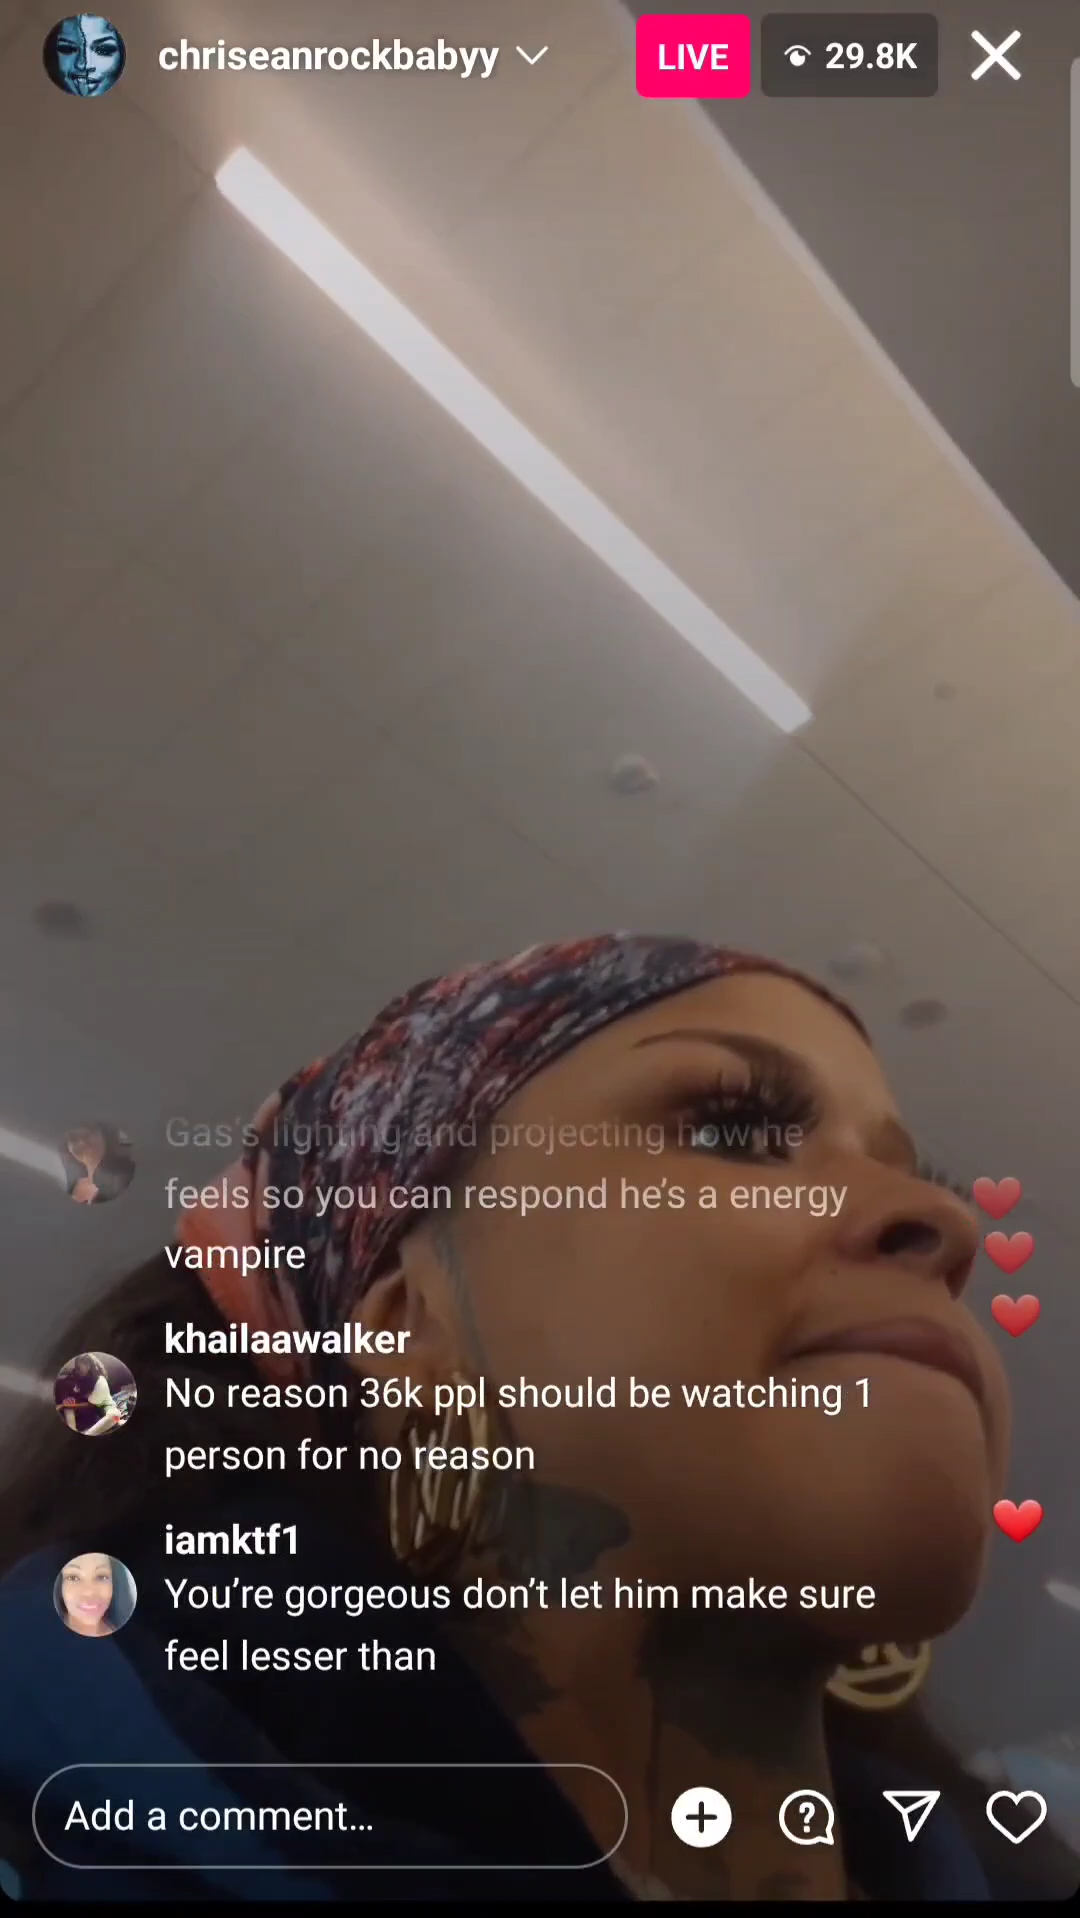 chriseanrockbabyy
LIVE
29.8K
Gas's lighting and projecting how he
feels so you can respond he's a energy
vampire
khailaawalker
No reason 36k ppl should be watching 1
person for no reason
iamktf1
You're gorgeous don't let him make sure
feel lesser than
Add a comment...